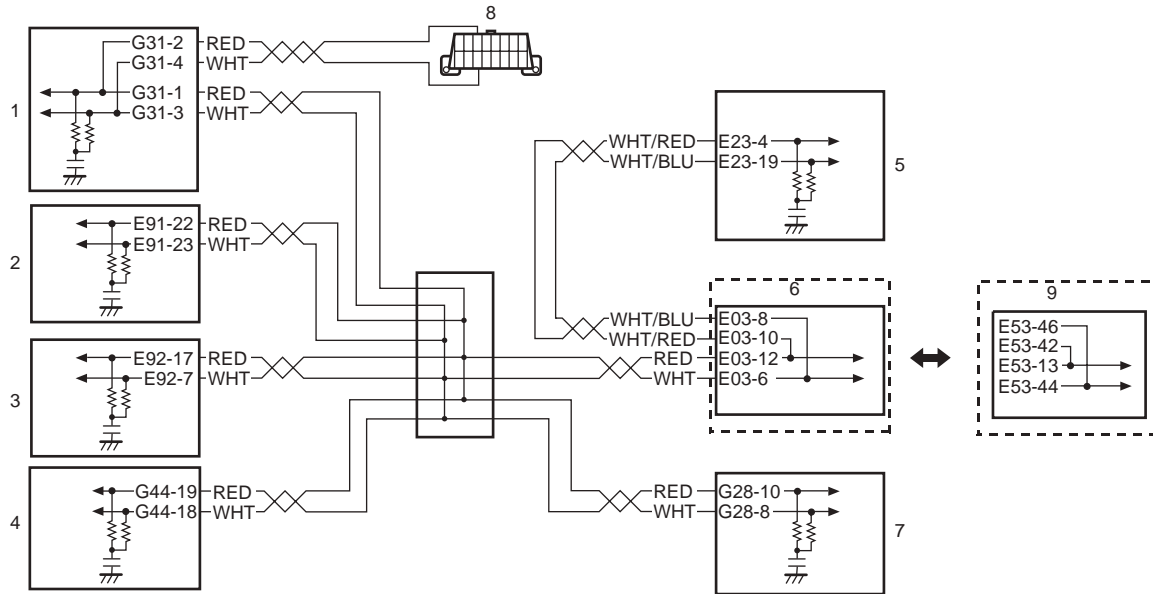 8
1
G31-2 RED
G31-4 WHT
G31-1 RED
G31-3 WHT
2
E91-22 RED
E91-23 WHT
3
E92-17 RED
E92-7 WHT
4
G44-19 RED
G44-18 WHT
WHT/RED E23-4
WHT/BLU E23-19
5
6
WHT/BLU E03-8
WHT/RED E03-10
RED E03-12
WHT E03-6
9
E53-46
E53-42
E53-13
E53-44
RED G28-10
WHT G28-8
7